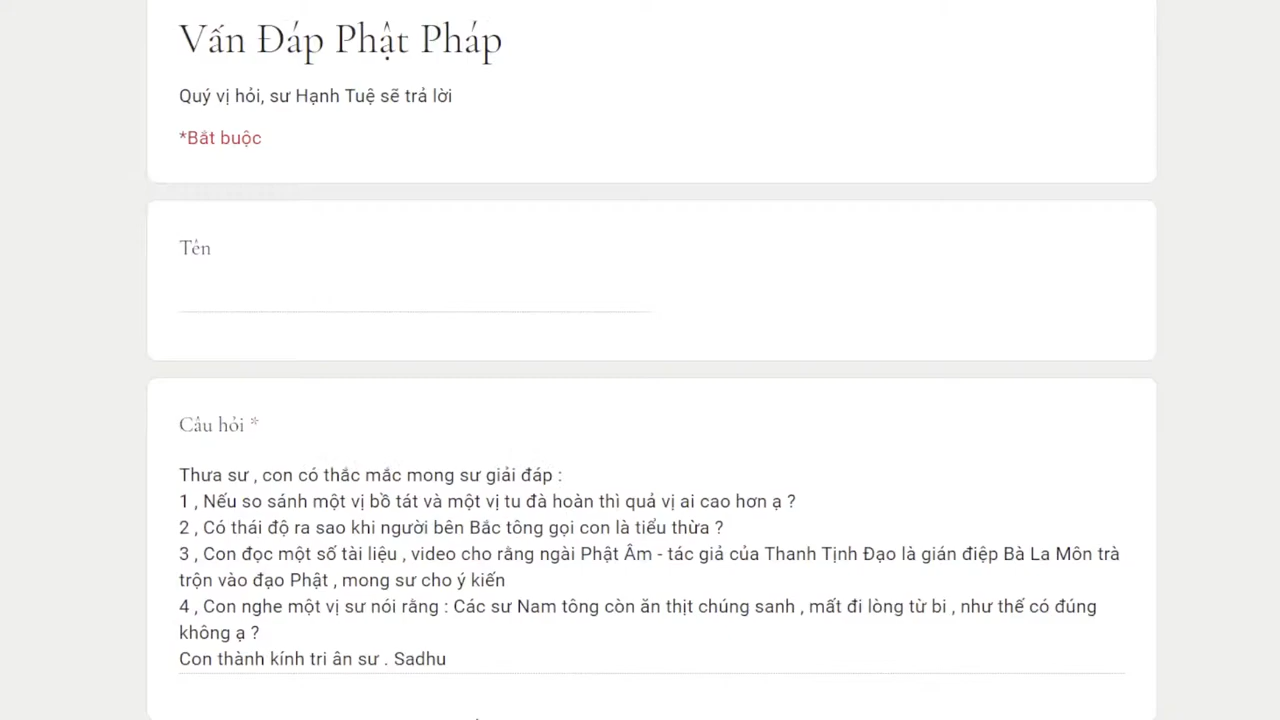 Vấn Đáp Phật Pháp
Quý vị hỏi, sư Hạnh Tuệ sẽ trả lời
*Bắt buộc
Tên
Câu hỏi *
Thưa sư , con có thắc mắc mong sư giải đáp :
1 , Nếu so sánh một vị bồ tát và một vị tu đà hoàn thì quả vị ai cao hơn ạ ?
2 , Có thái độ ra sao khi người bên Bắc tông gọi con là tiểu thừa ?
3 , Con đọc một số tài liệu , video cho rằng ngài Phật Âm - tác giả của Thanh Tịnh Đạo là gián điệp Bà La Môn trà
trộn vào đạo Phật , mong sư cho ý kiến
4 , Con nghe một vị sư nói rằng : Các sư Nam tông còn ăn thịt chúng sanh , mất đi lòng từ bi , như thế có đúng
không ạ ?
Con thành kính tri ân sư . Sadhu